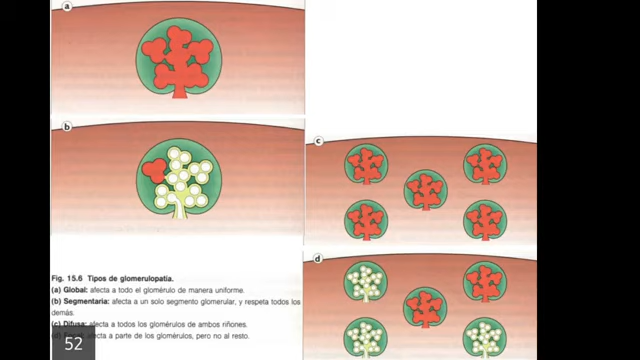 a
b
c
d
Fig. 15.6 Tipos de glomerulopatía.
(a) Global: afecta a todo el glomérulo de manera uniforme.
(b) Segmentaria: afecta a un solo segmento glomerular, y respeta todos los
demás.
(c) Difusa: afecta a todos los glomérulos de ambos riñones.
afecta a parte de los glomérulos, pero no al resto.
52